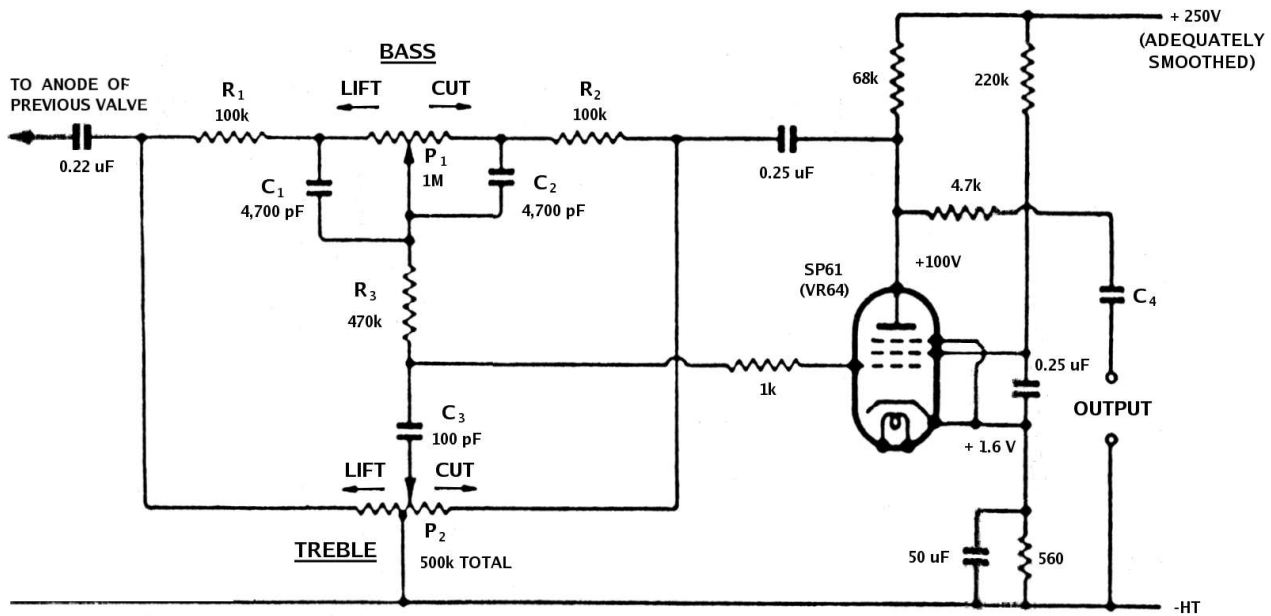 + 250V
(ADEQUATELY
SMOOTHED)
BASS
LIFT
CUT
68k
220k
TO ANODE OF
PREVIOUS VALVE
R1
100k
R2
100k
0.22 uF
P1
1M
0.25 uF
C1
4,700 pF
C2
4,700 pF
4.7k
+100V
SP61
(VR64)
C4
R3
470k
0.25 uF
1k
OUTPUT
C3
100 pF
+ 1.6 V
LIFT
CUT
P2
500k TOTAL
TREBLE
50 uF
560
-HT